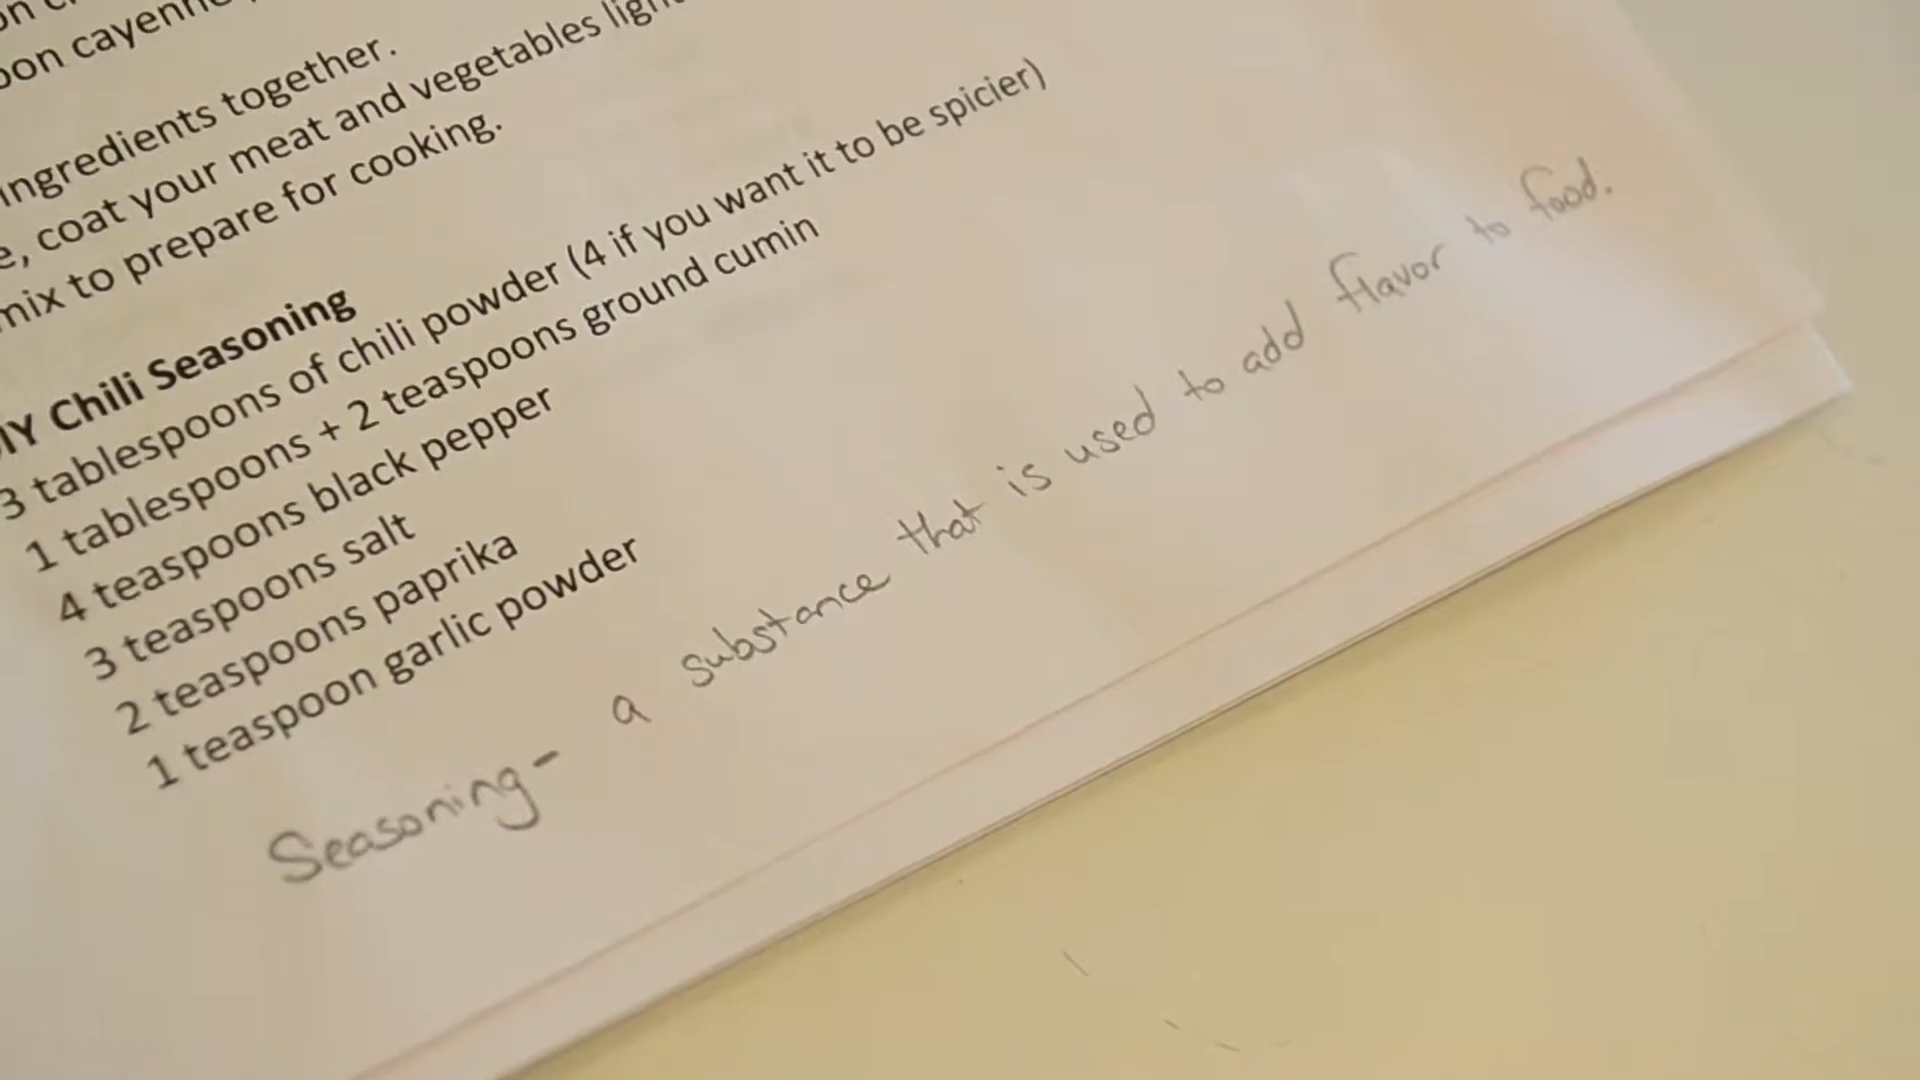 cayenne
ingredients together.
coat your meat and vegetables
mix to prepare for cooking.
Chili Seasoning
3 tablespoons of chili powder (4 if you want it to be spicier)
1 tablespoons + 2 teaspoons ground cumin
4 teaspoons black pepper
3 teaspoons salt
2 teaspoons paprika
1 teaspoon garlic powder
Seasoning - a substance that is used to add flavor to food.